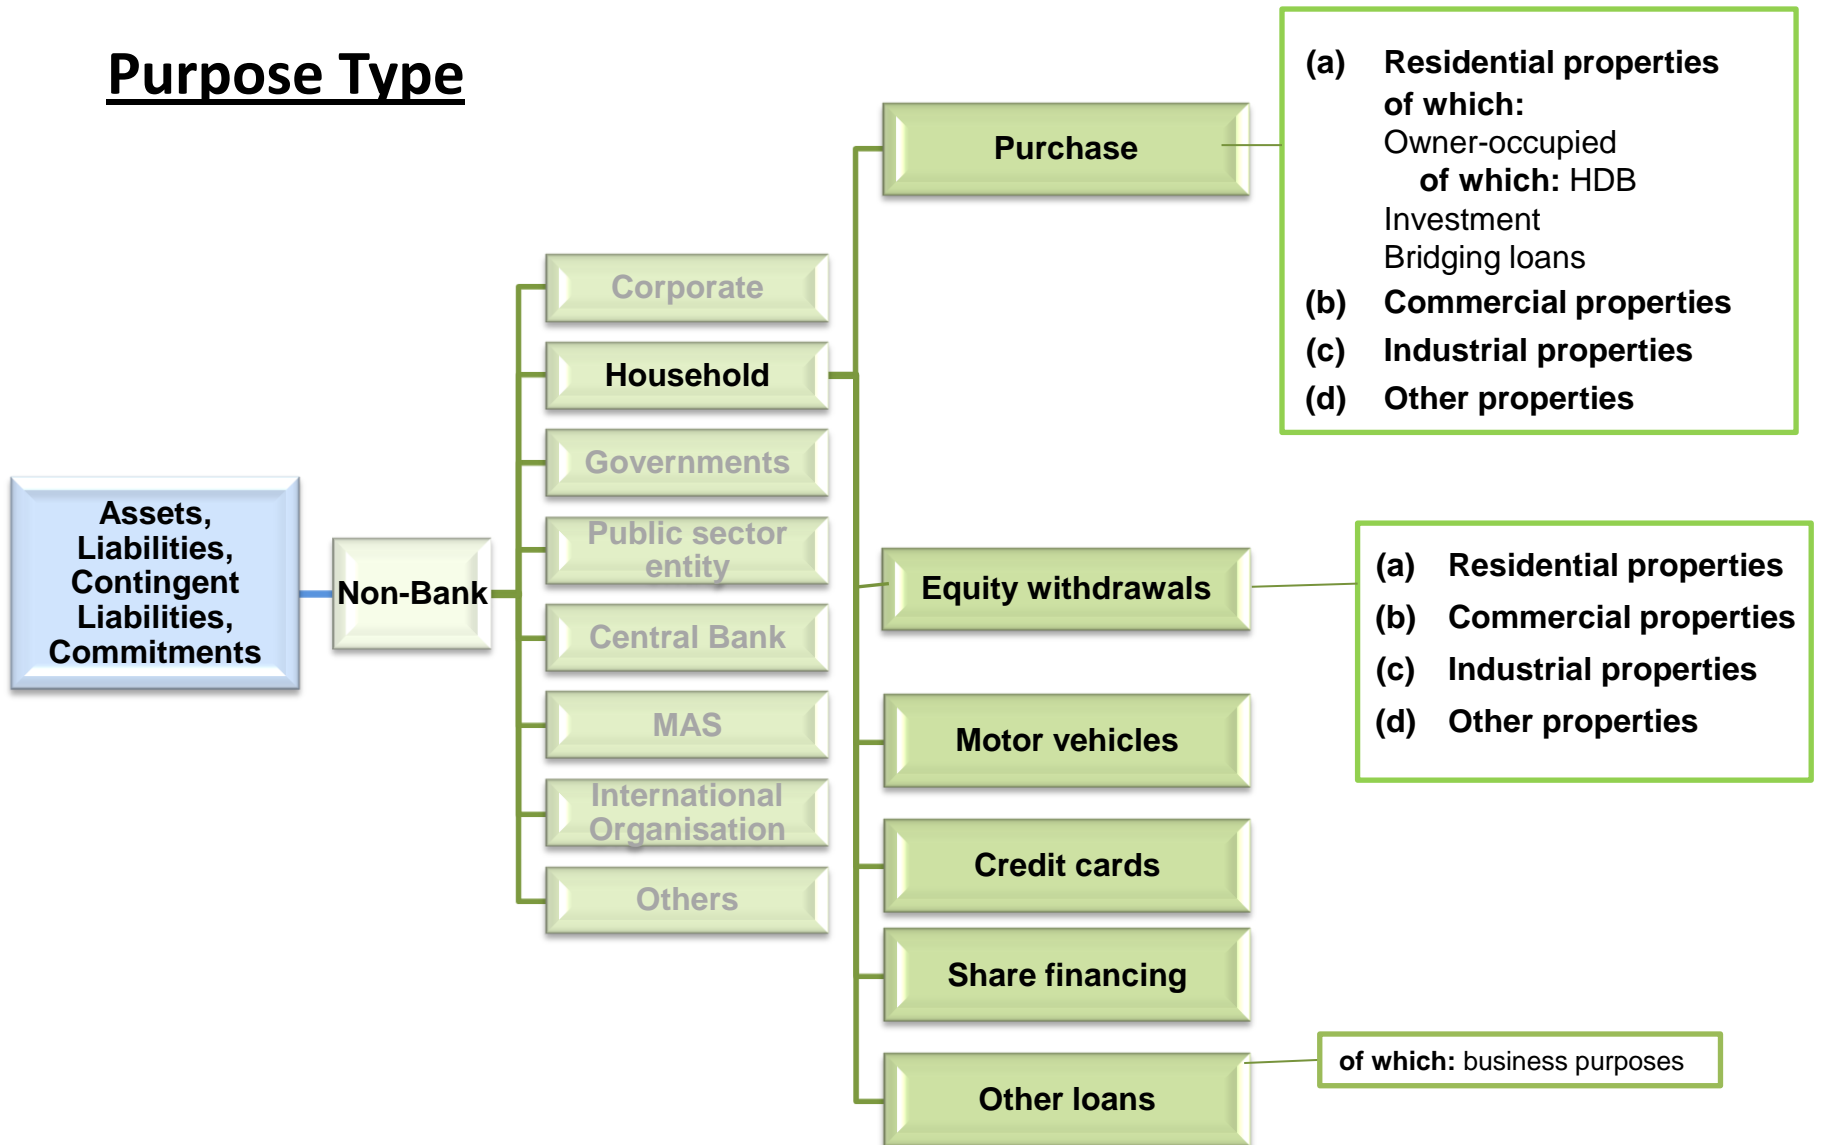 Purpose Type
Assets,
Liabilities,
Contingent
Liabilities,
Commitments
Non-Bank
Corporate
Household
Governments
Public sector
entity
Central Bank
MAS
International
Organisation
Others
Purchase
(a) Residential properties
of which:
Owner-occupied
of which: HDB
Investment
Bridging loans
(b) Commercial properties
(c) Industrial properties
(d) Other properties
Equity withdrawals
(a) Residential properties
(b) Commercial properties
(c) Industrial properties
(d) Other properties
Motor vehicles
Credit cards
Share financing
Other loans
of which: business purposes